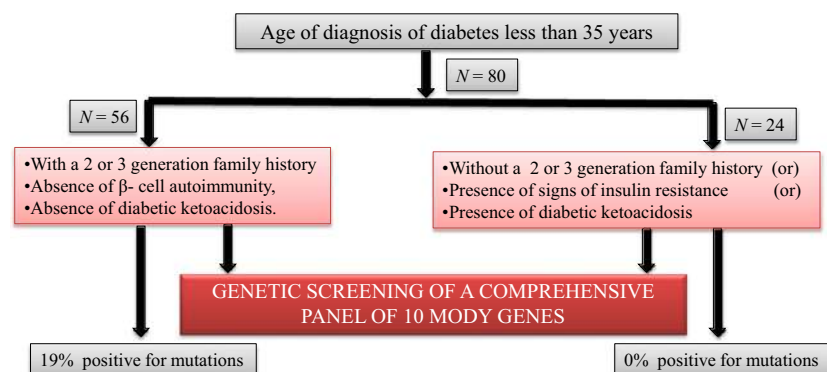 Age of diagnosis of diabetes less than 35 years
N = 80
N = 56
N = 24
•With a 2 or 3 generation family history
•Absence of β- cell autoimmunity,
•Absence of diabetic ketoacidosis.
•Without a 2 or 3 generation family history (or)
•Presence of signs of insulin resistance (or)
•Presence of diabetic ketoacidosis
GENETIC SCREENING OF A COMPREHENSIVE
PANEL OF 10 MODY GENES
19% positive for mutations
0% positive for mutations